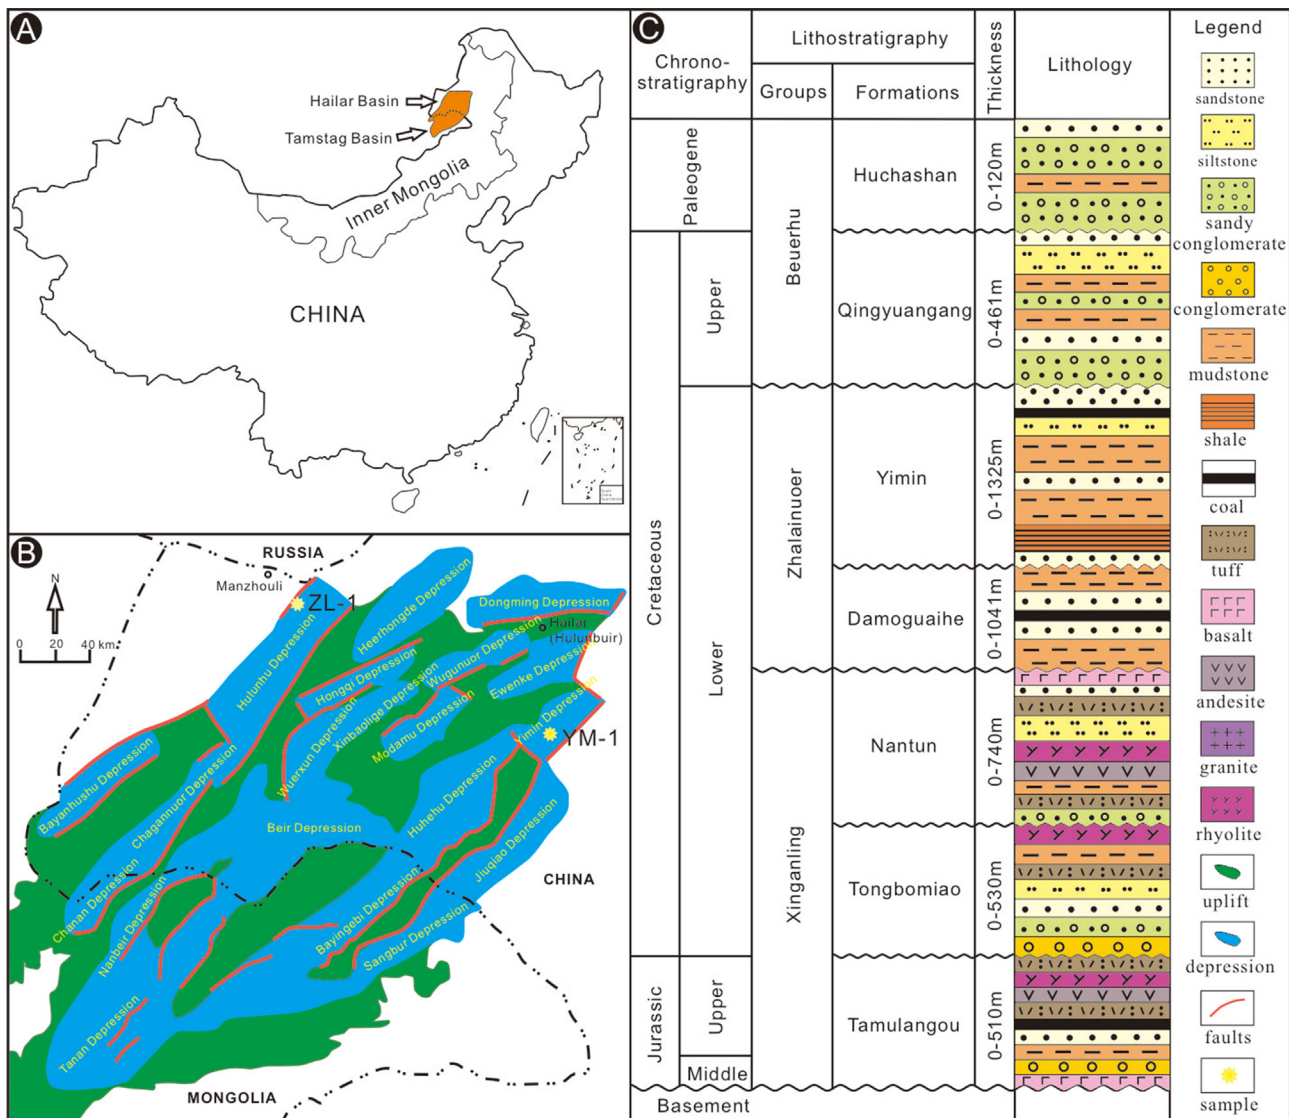 A
Hailar Basin
Tamstag Basin
Inner Mongolia
CHINA
B
RUSSIA
Manzhouli
N
0 20 40 km
ZL-1
Heerhongde Depression
Dongming Depression
Hailar
(Hulunbuir)
Hulunhu Depression
Hongqi Depression
Wugunuor Depression
Ewenke Depression
Xinbaolige Depression
Wuerxun Depression
Modamu Depression
Yimin Depression
YM-1
Bayanhushu Depression
Chagannuor Depression
Beir Depression
Huhehu Depression
Jiuqiao Depression
CHINA
Chanan Depression
Nanbeir Depression
Bayingebi Depression
Sangbur Depression
Tanan Depression
MONGOLIA
C
Chrono-
stratigraphy
Lithostratigraphy
Groups
Formations
Thickness
Lithology
Paleogene
Cretaceous
Jurassic
Upper
Lower
Upper
Middle
Basement
Beuerhu
Zhalainuoer
Xinganling
Huchashan
Qingyuangang
Yimin
Damoguaihe
Nantun
Tongbomiao
Tamulangou
0-120m
0-461m
0-1325m
0-1041m
0-740m
0-530m
0-510m
Legend
sandstone
siltstone
sandy
conglomerate
conglomerate
mudstone
shale
coal
tuff
basalt
andesite
granite
rhyolite
uplift
depression
faults
sample